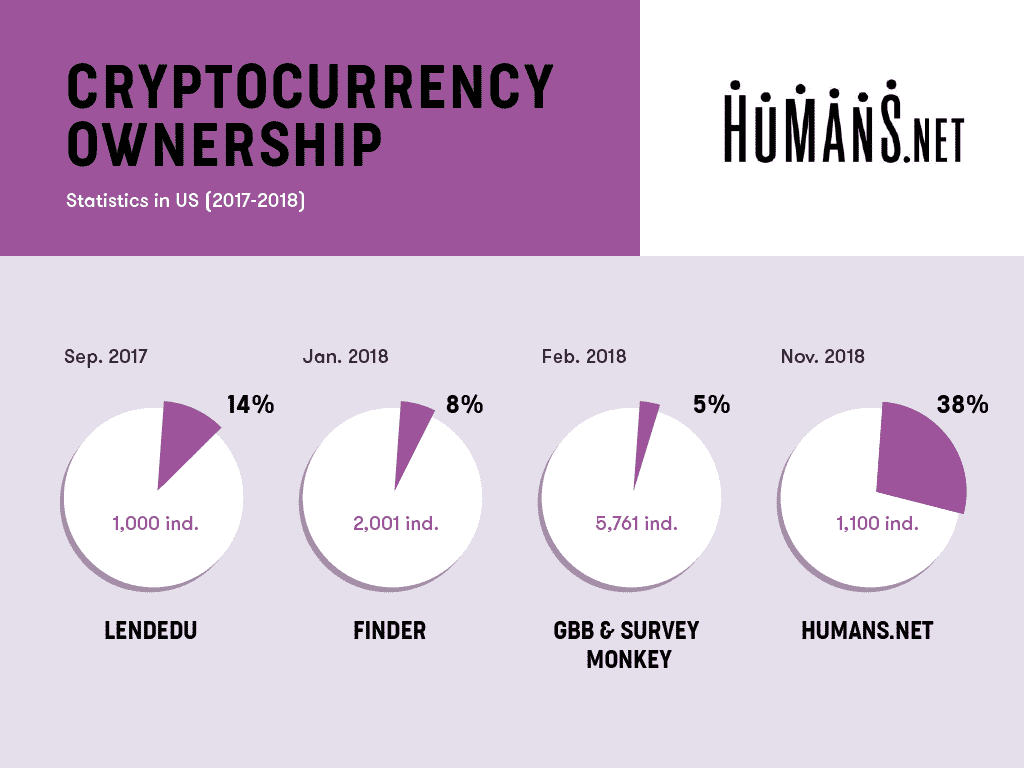 CRYPTOCURRENCY
OWNERSHIP
Statistics in US (2017-2018)
HUMANS.NET
Sep. 2017
14%
1,000 ind.
LENDEDU
Jan. 2018
8%
2,001 ind.
FINDER
Feb. 2018
5%
5,761 ind.
GBB & SURVEY
MONKEY
Nov. 2018
38%
1,100 ind.
HUMANS.NET